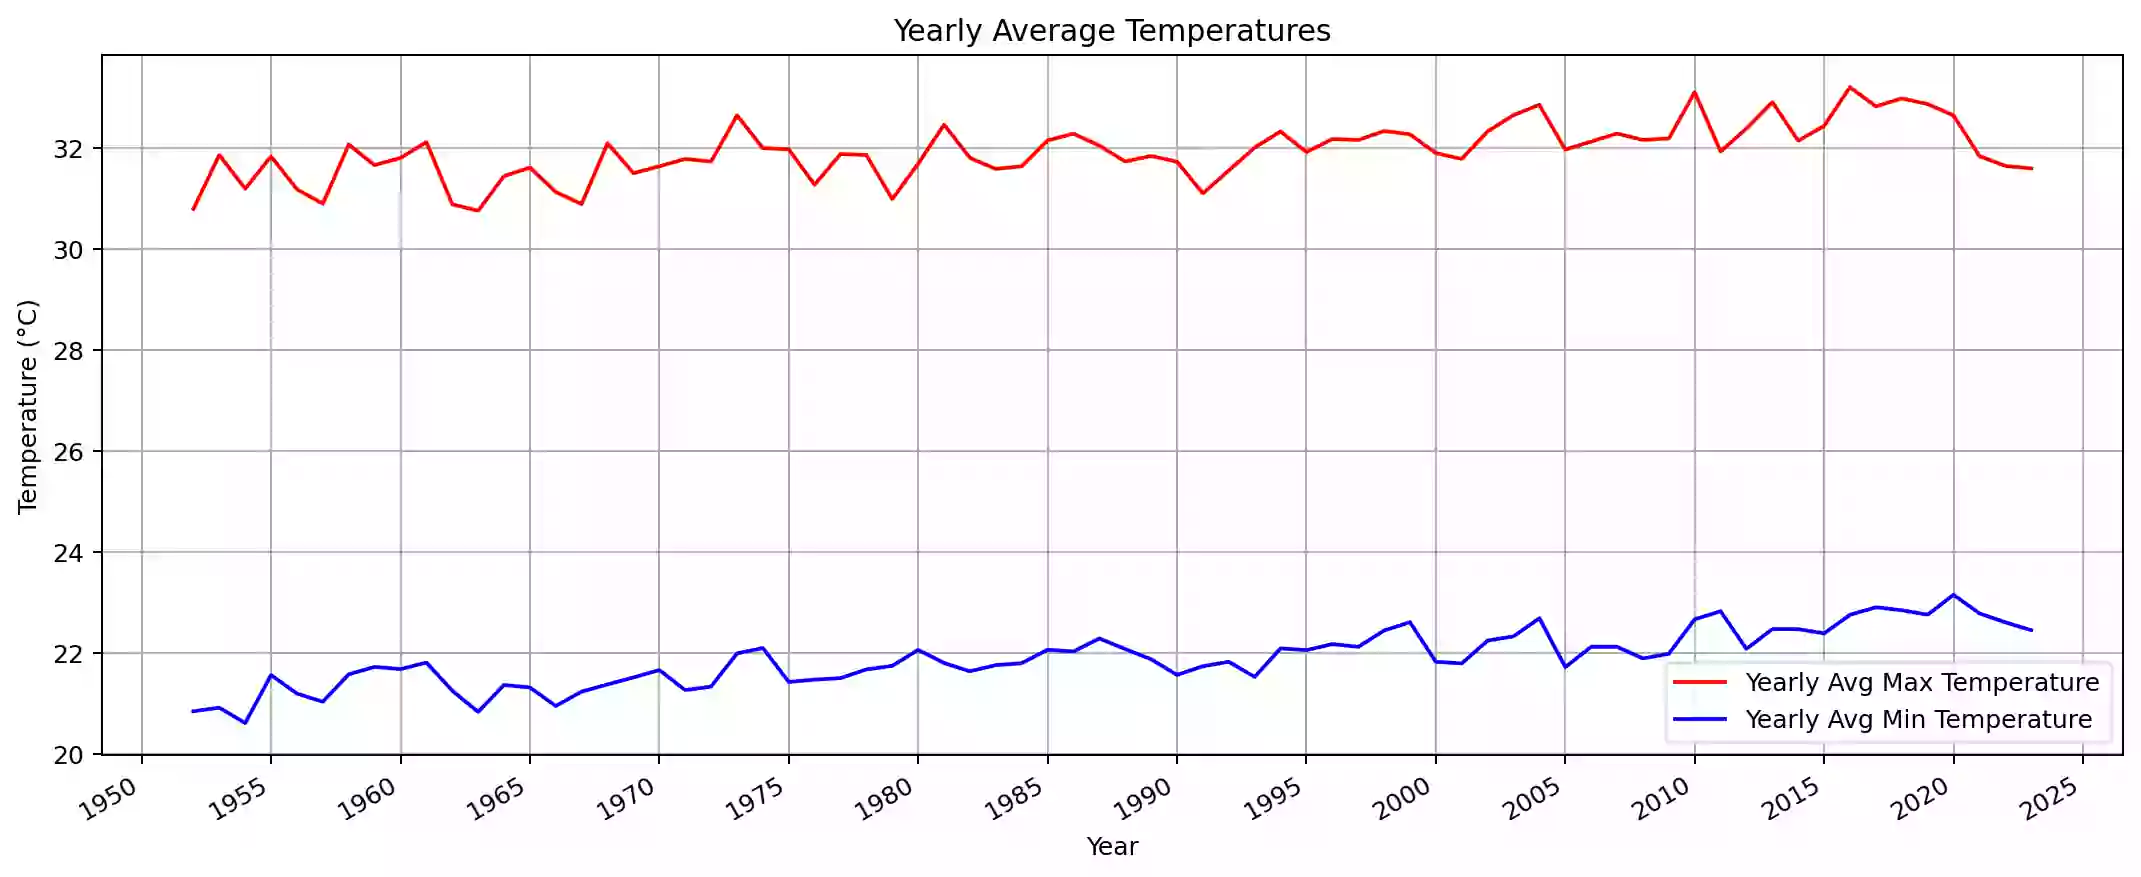 Yearly Average Temperatures
Temperature (°C)
32
30
28
26
24
22
20
Yearly Avg Max Temperature
Yearly Avg Min Temperature
1950 1955 1960 1965 1970 1975 1980 1985 1990 1995 2000 2005 2010 2015 2020 2025
Year